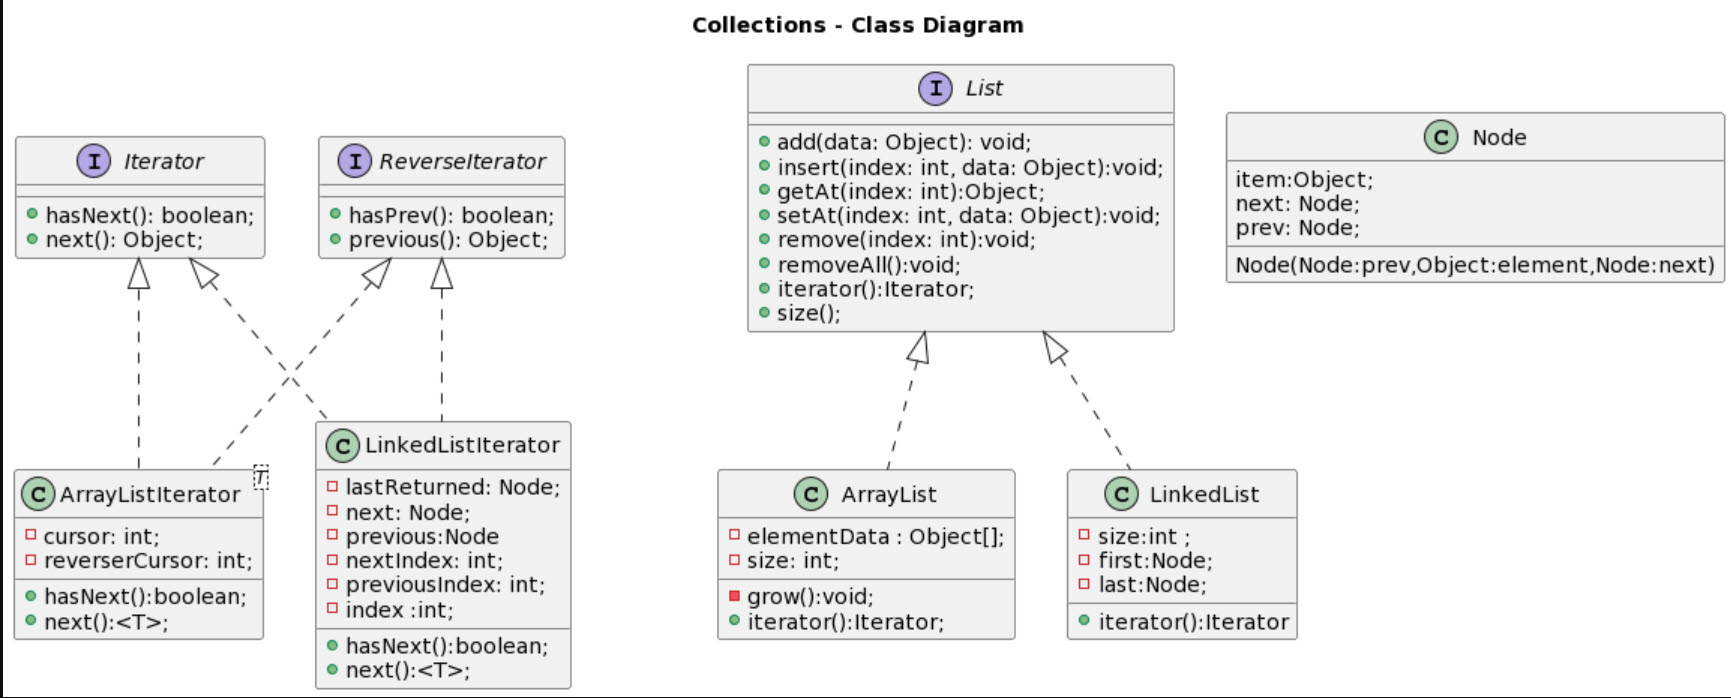 Collections - Class Diagram
I Iterator
hasNext(): boolean;
next(): Object;
I ReverseIterator
hasPrev(): boolean;
previous(): Object;
I List
add(data: Object): void;
insert(index: int, data: Object):void;
getAt(index: int):Object;
setAt(index: int, data: Object):void;
remove(index: int):void;
removeAll():void;
iterator():Iterator;
size();
C Node
item:Object;
next: Node;
prev: Node;
Node(Node:prev,Object:element,Node:next)
C ArrayListIterator
T
cursor: int;
reverserCursor: int;
hasNext():boolean;
next():<T>;
C LinkedListIterator
lastReturned: Node;
next: Node;
previous:Node
nextIndex: int;
previousIndex: int;
index :int;
hasNext():boolean;
next():<T>;
C ArrayList
elementData : Object[];
size: int;
grow():void;
iterator():Iterator;
C LinkedList
size:int ;
first:Node;
last:Node;
iterator():Iterator